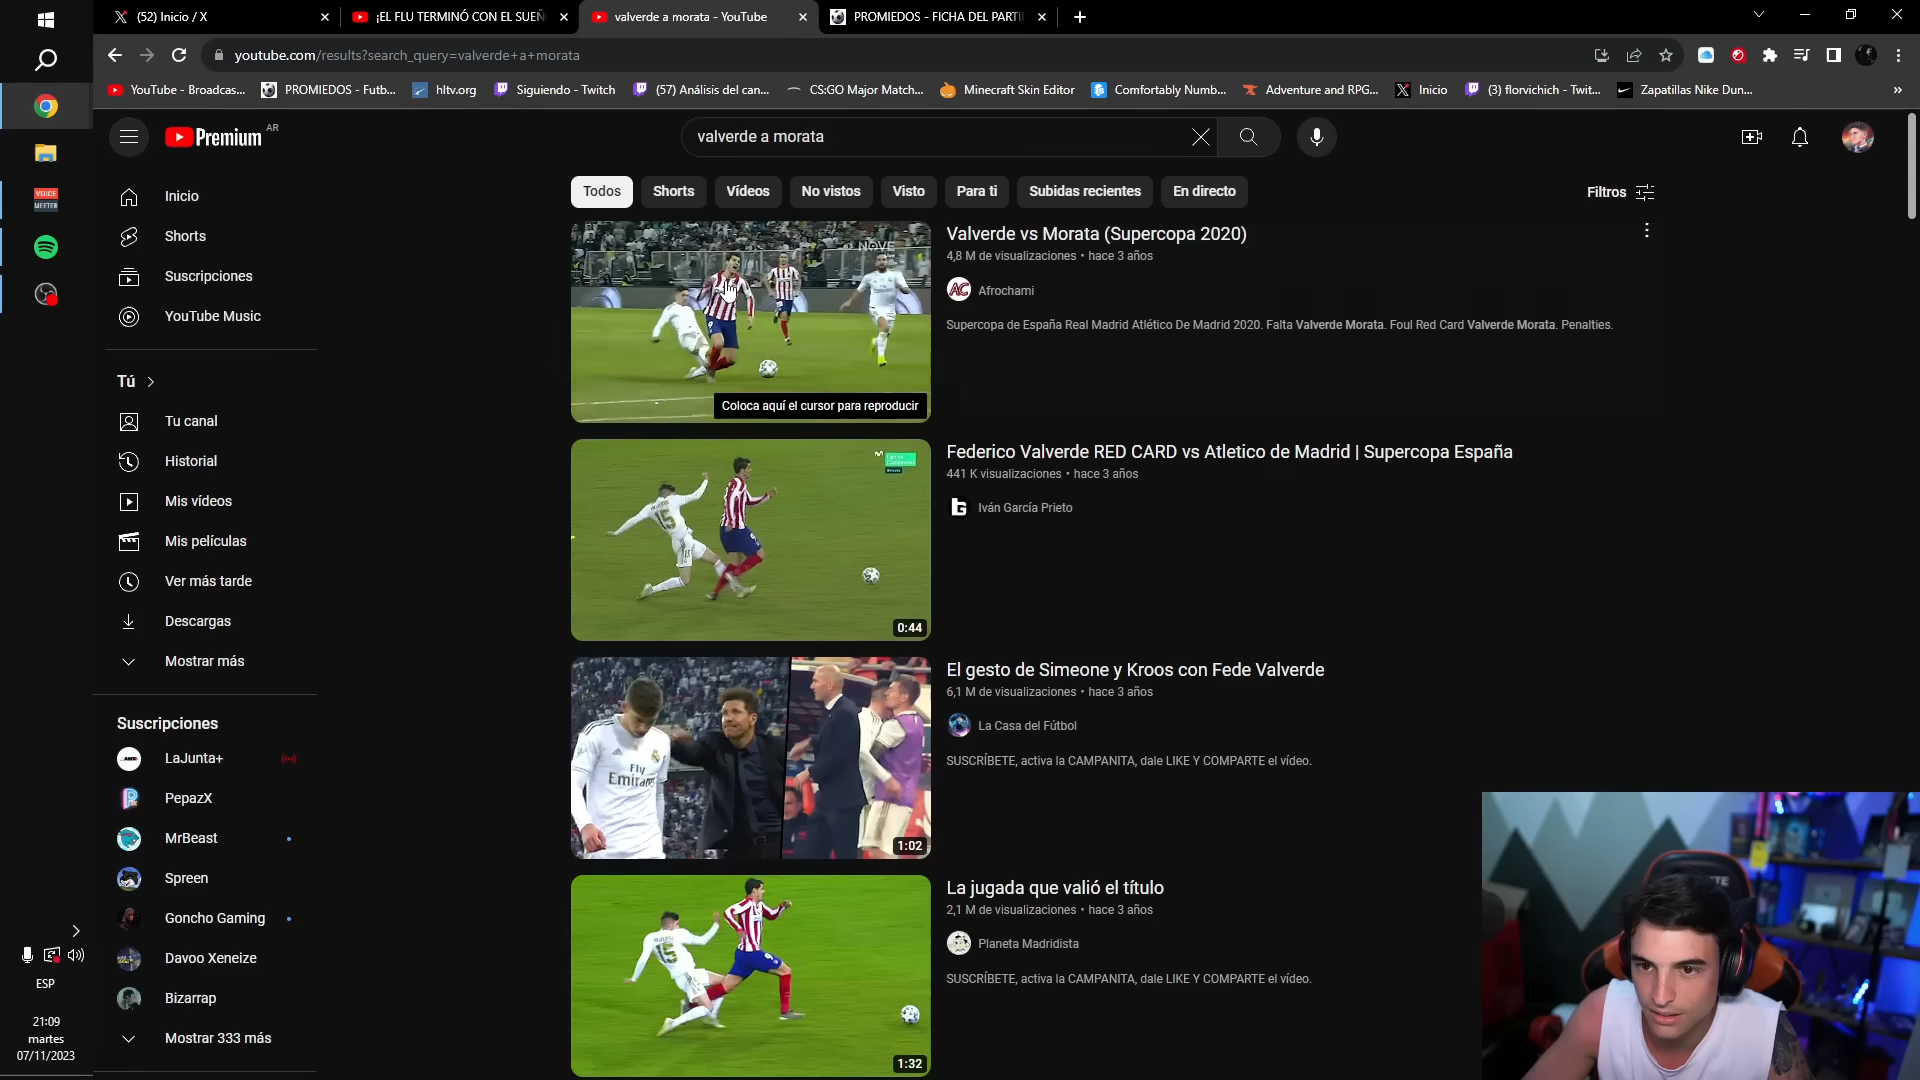 (52) Inicio / X
¡EL FLU TERMINÓ CON EL SUEÑ
valverde a morata - YouTube
PROMIEDOS - FICHA DEL PARTI
youtube.com/results?search_query=valverde+a+morata
YouTube - Broadcas...
PROMIEDOS - Futb...
hltv.org
Siguiendo - Twitch
(57) Análisis del can...
CS:GO Major Match...
Minecraft Skin Editor
Comfortably Numb...
Adventure and RPG...
Inicio
(3) florvichich - Twit...
Zapatillas Nike Dun...
»
Premium AR
valverde a morata
Todos
Shorts
Vídeos
No vistos
Visto
Para ti
Subidas recientes
En directo
Filtros
Inicio
Shorts
Suscripciones
YouTube Music
Tú
Tu canal
Historial
Mis vídeos
Mis películas
Ver más tarde
Descargas
Mostrar más
Suscripciones
LaJunta+
PepazX
MrBeast
Spreen
Goncho Gaming
Davoo Xeneize
Bizarrap
Mostrar 333 más
VOICE
MEETER
ESP
21:09
martes
07/11/2023
Coloca aquí el cursor para reproducir
Valverde vs Morata (Supercopa 2020)
4,8 M de visualizaciones • hace 3 años
AC
Afrochami
Supercopa de España Real Madrid Atlético De Madrid 2020. Falta Valverde Morata. Foul Red Card Valverde Morata. Penalties.
15
0:44
Federico Valverde RED CARD vs Atletico de Madrid | Supercopa España
441 K visualizaciones • hace 3 años
Iván García Prieto
Fly
Emirates
1:02
El gesto de Simeone y Kroos con Fede Valverde
6,1 M de visualizaciones • hace 3 años
La Casa del Fútbol
SUSCRÍBETE, activa la CAMPANITA, dale LIKE Y COMPARTE el vídeo.
15
1:32
La jugada que valió el título
2,1 M de visualizaciones • hace 3 años
Planeta Madridista
SUSCRÍBETE, activa la CAMPANITA, dale LIKE Y COMPARTE el vídeo.